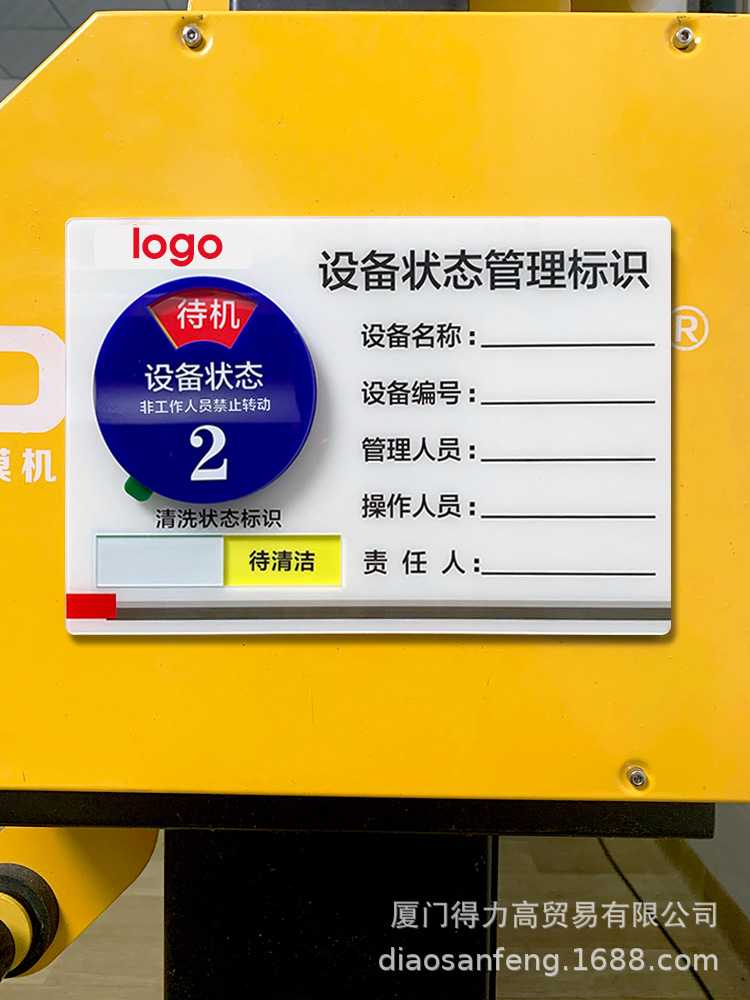 logo
设备状态管理标识
待机
设备状态
非工作人员禁止转动
2
设备名称：
设备编号：
管理人员：
操作人员：
责 任 人：
清洗状态标识
待清洁
®
机
厦门得力高贸易有限公司
diaosanfeng.1688.com